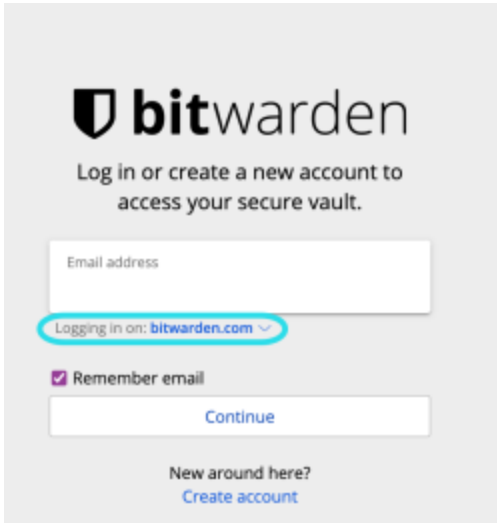 bitwarden
Log in or create a new account to
access your secure vault.
Email address
Logging in on: bitwarden.com
Remember email
Continue
New around here?
Create account